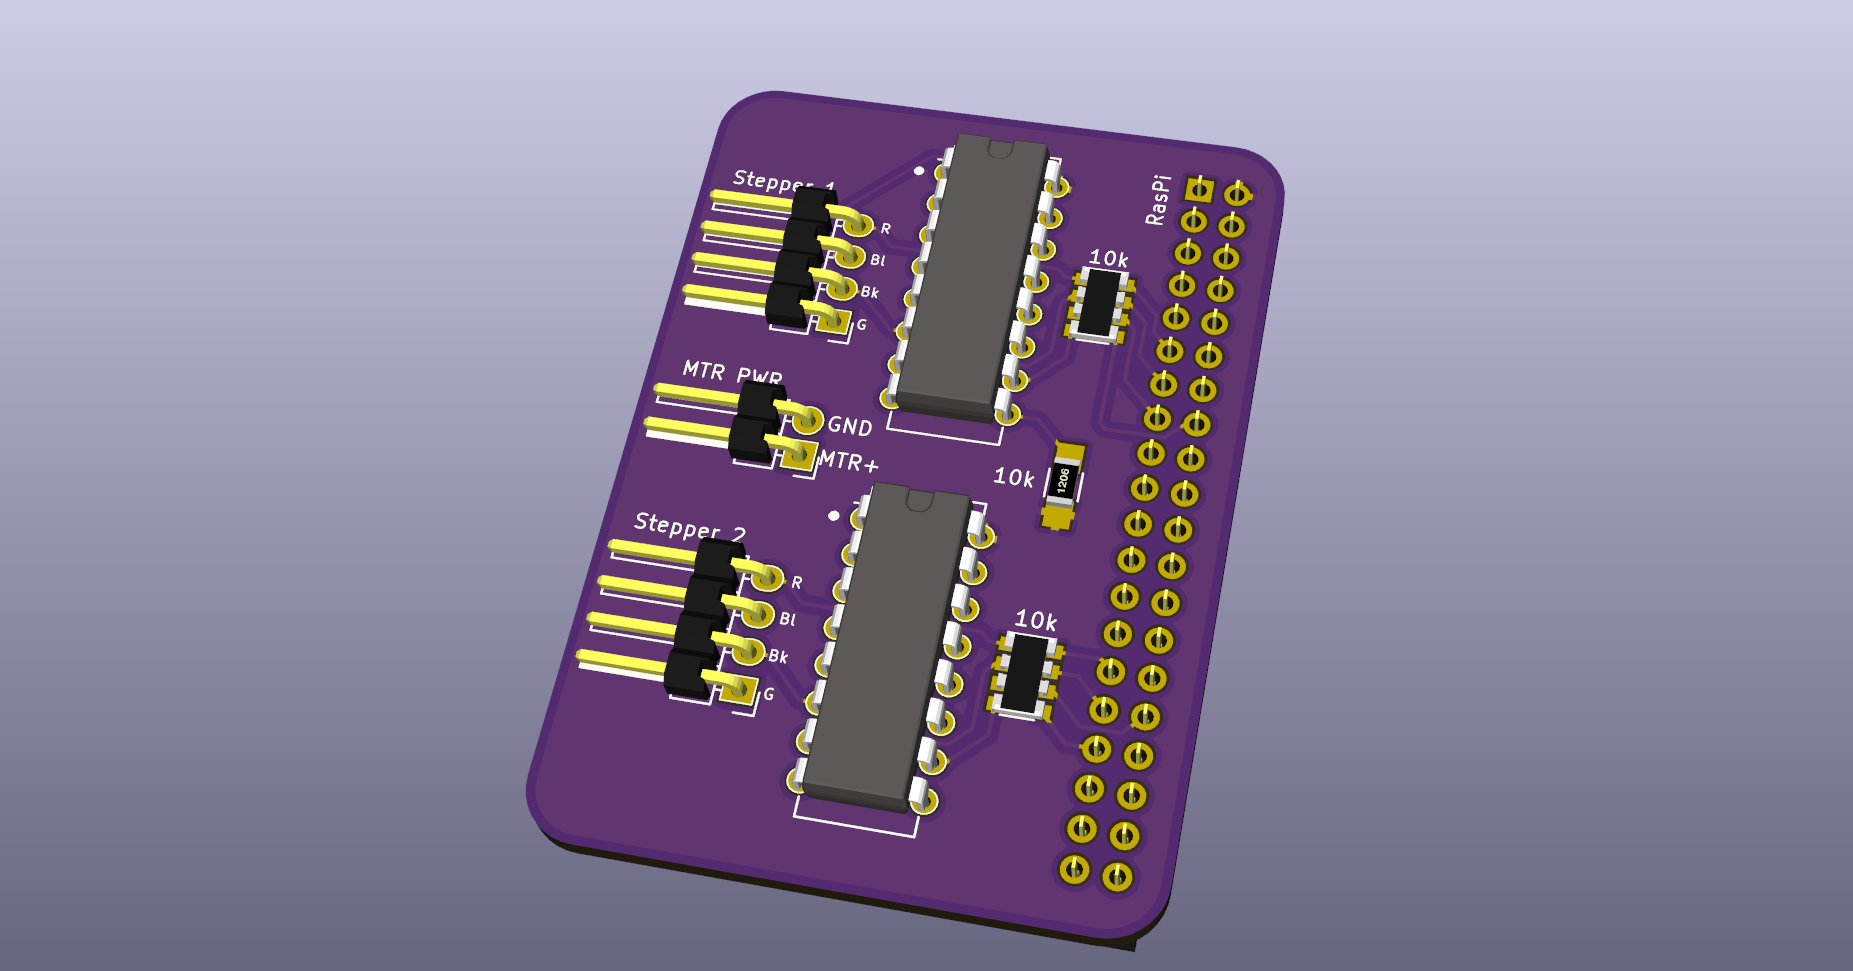 Stepper 1
R
Bl
Bk
G
RasPi
10k
MTR PWR
GND
MTR+
10k
1206
Stepper 2
R
Bl
Bk
G
10k